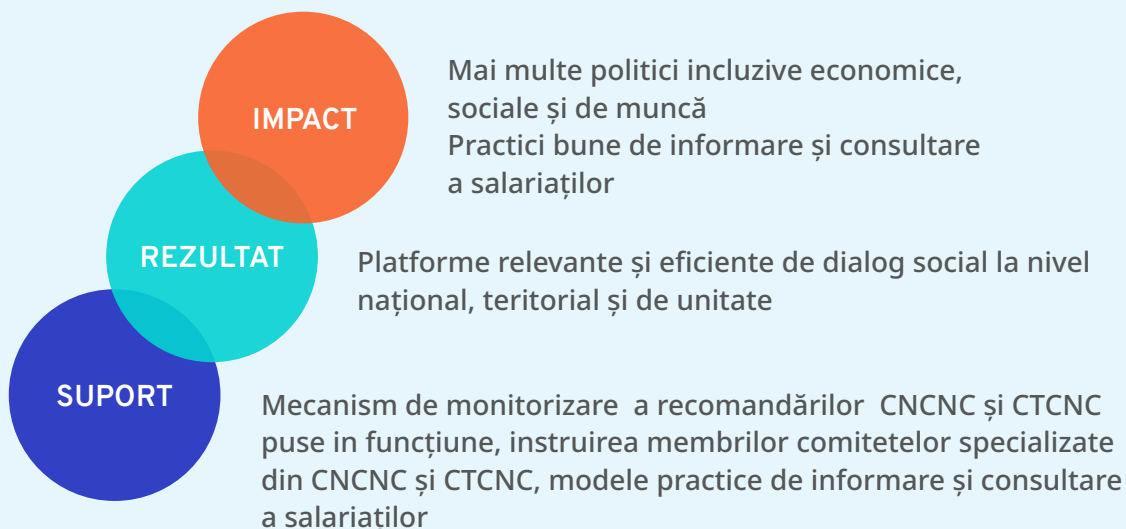 IMPACT
Mai multe politici incluzive economice,
sociale și de muncă
Practici bune de informare și consultare
a salariaților
REZULTAT
Platforme relevante și eficiente de dialog social la nivel
național, teritorial și de unitate
SUPORT
Mecanism de monitorizare a recomandărilor CNCNC și CTCNC
puse in funcțiune, instruirea membrilor comitetelor specializate
din CNCNC și CTCNC, modele practice de informare și consultare
a salariaților